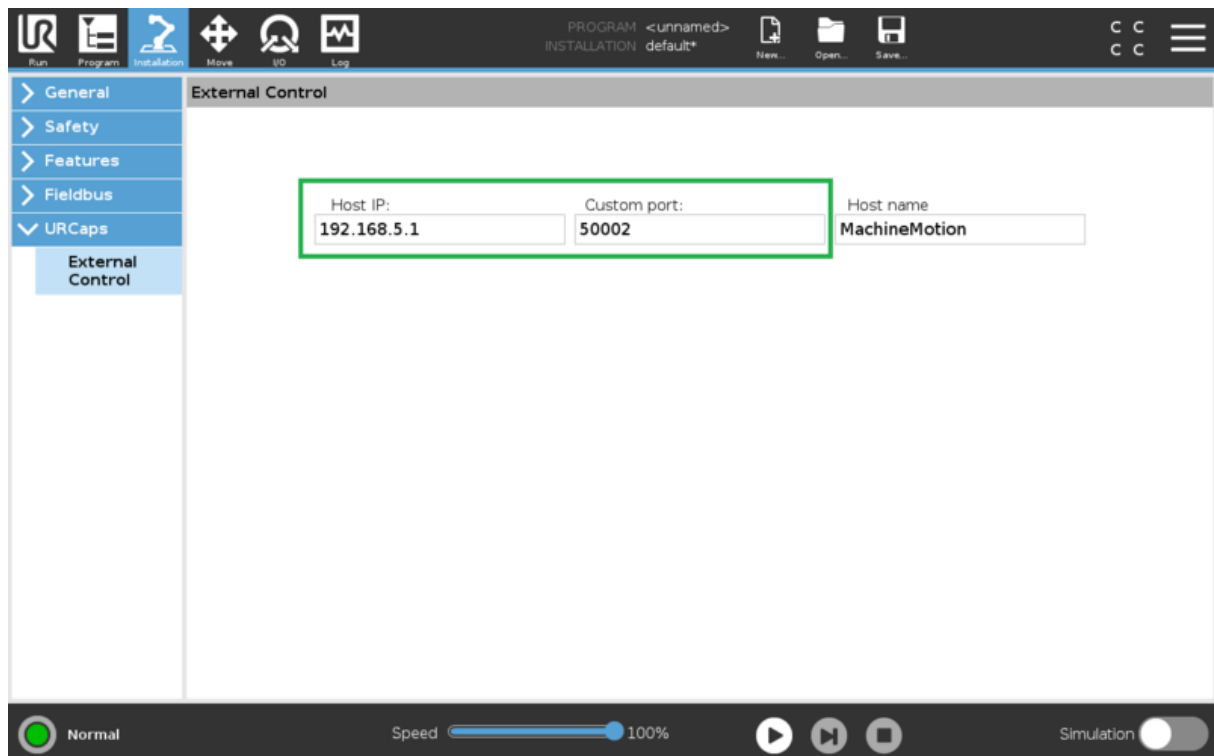 UR
PROGRAM <unnamed>
INSTALLATION default*
C C
C C
Run Program Installation Move I/O Log New... Open... Save...
General
External Control
Safety
Features
Fieldbus
URCaps
External
Control
Host IP: Custom port: Host name
192.168.5.1 50002 MachineMotion
Normal Speed 100% Simulation